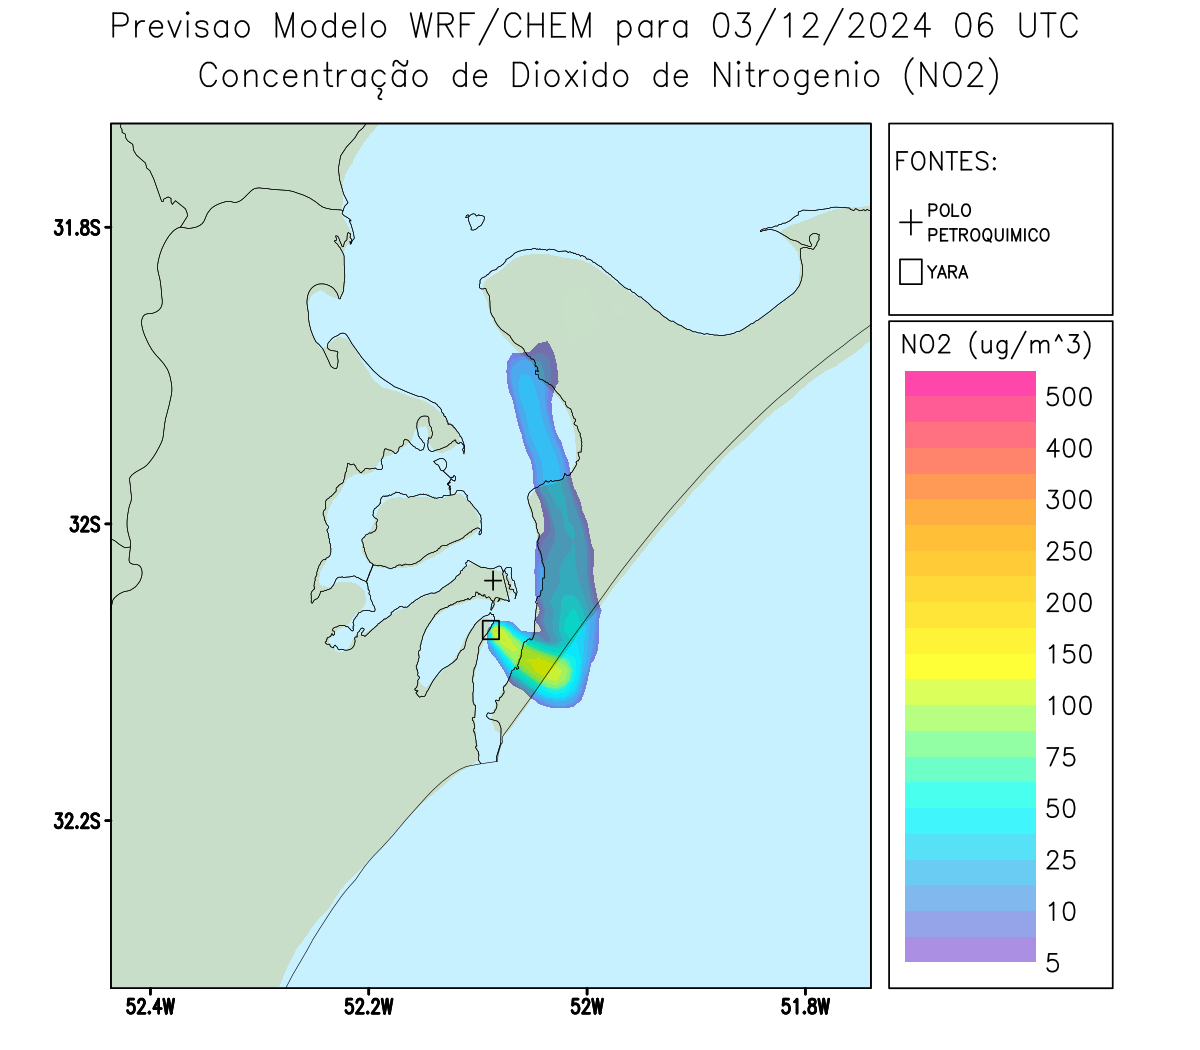 Previsao Modelo WRF/CHEM para 03/12/2024 06 UTC
Concentração de Dioxido de Nitrogenio (NO2)
FONTES:
POLO
PETROQUIMICO
YARA
NO2 (ug/m^3)
500
400
300
250
200
150
100
75
50
25
10
5
31.8S
32S
32.2S
52.4W
52.2W
52W
51.8W